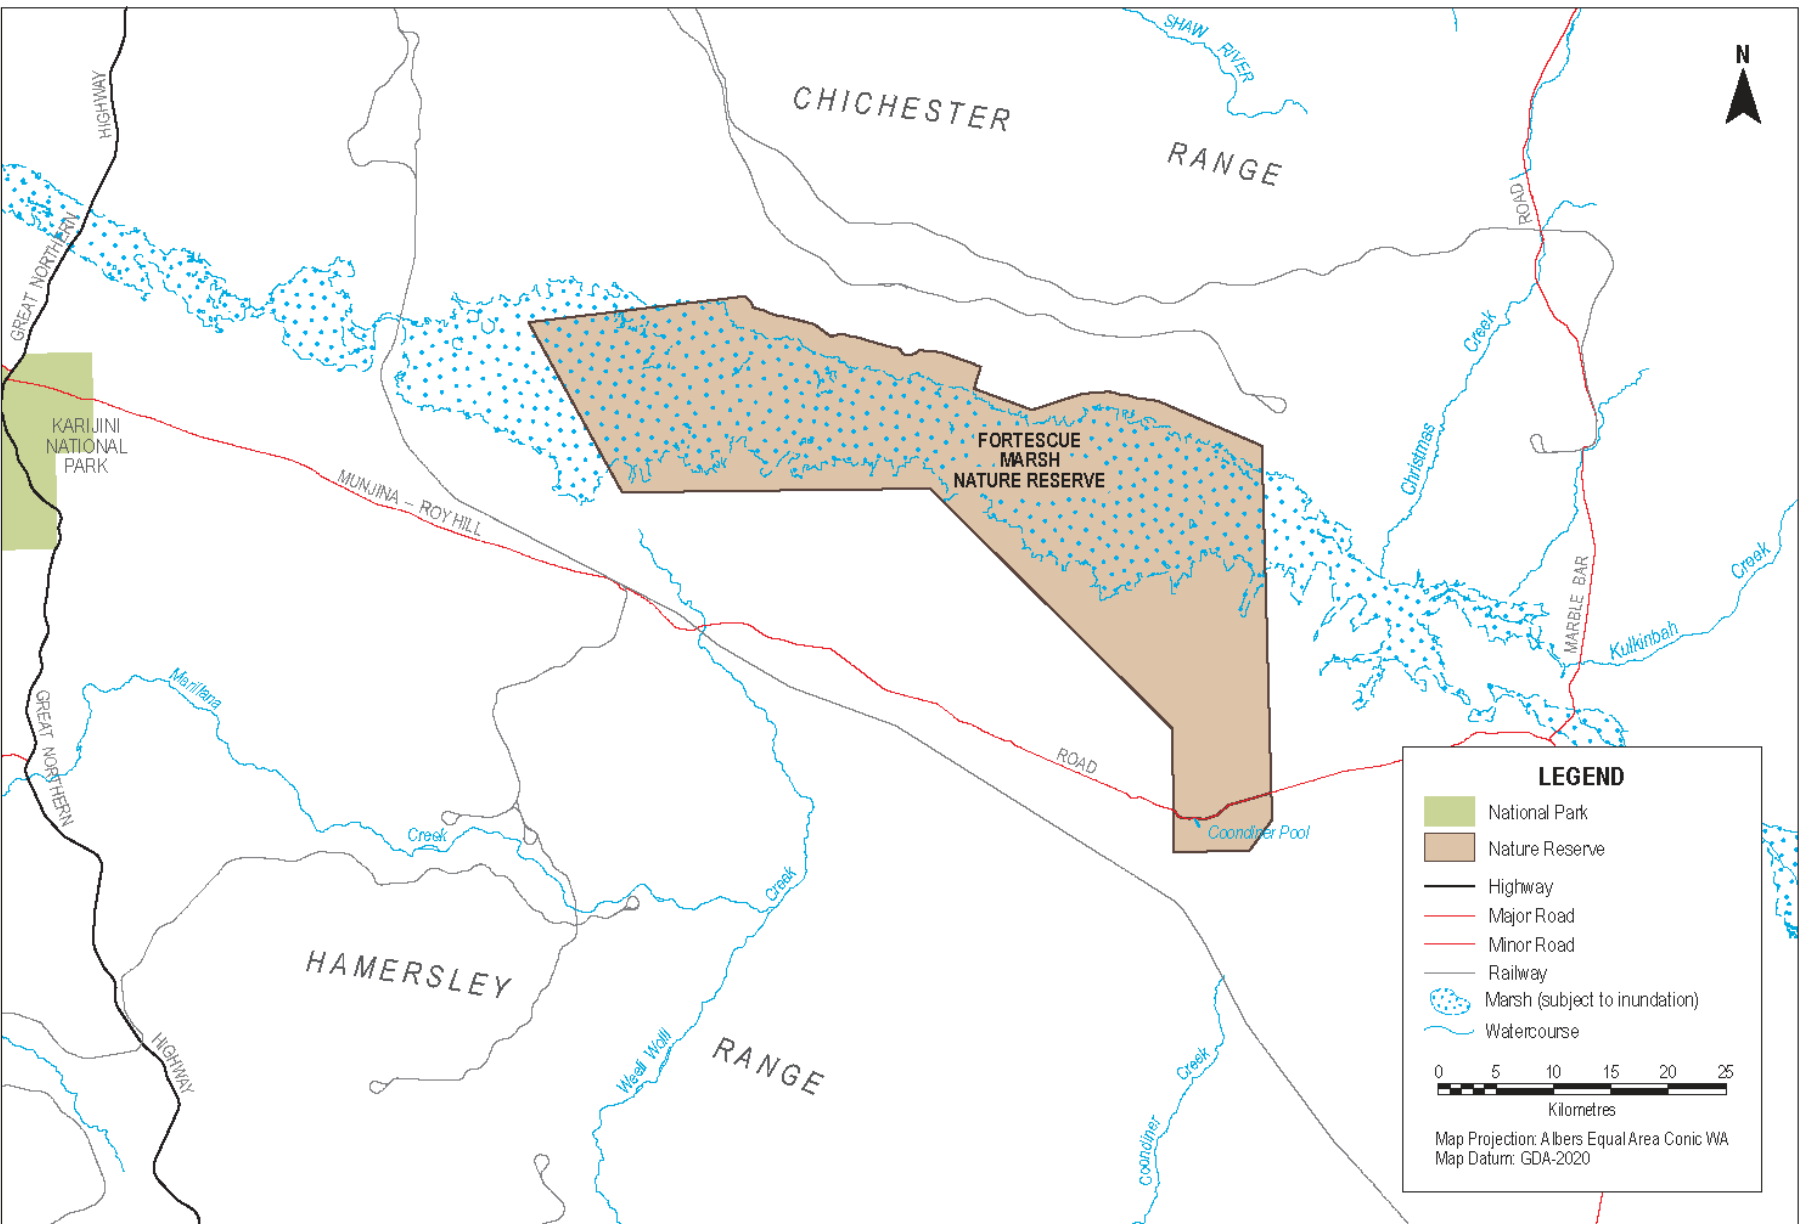 SHAW RIVER
N
CHICHESTER
RANGE
HIGHWAY
GREAT NORTHERN
ROAD
Creek
Christmas
KARIJINI
NATIONAL
PARK
MUNJINA – ROY HILL
FORTESCUE
MARSH
NATURE RESERVE
Creek
MARBLE BAR
Kulkinbah
Marillana
GREAT NORTHERN
ROAD
Creek
Coondiner Pool
Creek
HAMERSLEY
RANGE
HIGHWAY
Weeli Wolli
Creek
Coondiner
LEGEND
National Park
Nature Reserve
Highway
Major Road
Minor Road
Railway
Marsh (subject to inundation)
Watercourse
0 5 10 15 20 25
Kilometres
Map Projection: Albers Equal Area Conic WA
Map Datum: GDA-2020